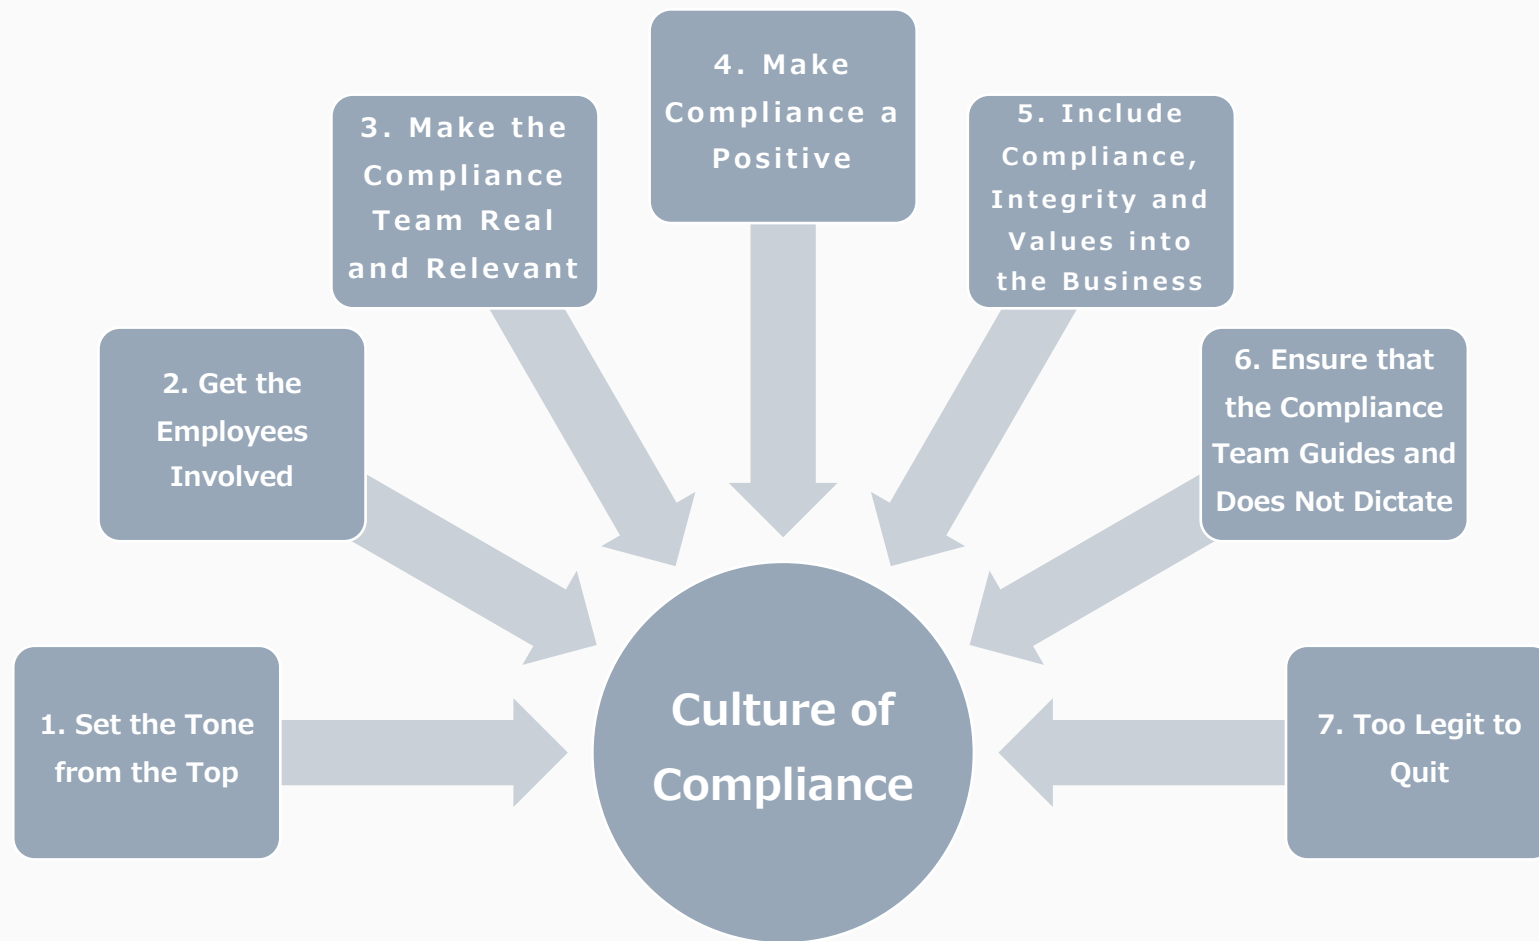 1. Set the Tone
from the Top
2. Get the
Employees
Involved
3. Make the
Compliance
Team Real
and Relevant
4. Make
Compliance a
Positive
5. Include
Compliance,
Integrity and
Values into
the Business
6. Ensure that
the Compliance
Team Guides and
Does Not Dictate
7. Too Legit to
Quit
Culture of
Compliance